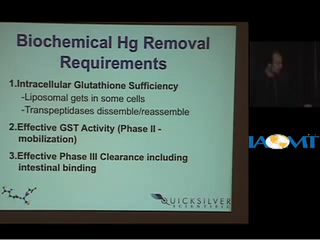 Biochemical Hg Removal
Requirements
1.Intracellular Glutathione Sufficiency
-Liposomal gets in some cells
-Transpeptidases dissemble/reassemble
2.Effective GST Activity (Phase II -
mobilization)
3.Effective Phase III Clearance including
intestinal binding
QUICKSILVER
SCIENTIFIC
IAOMT